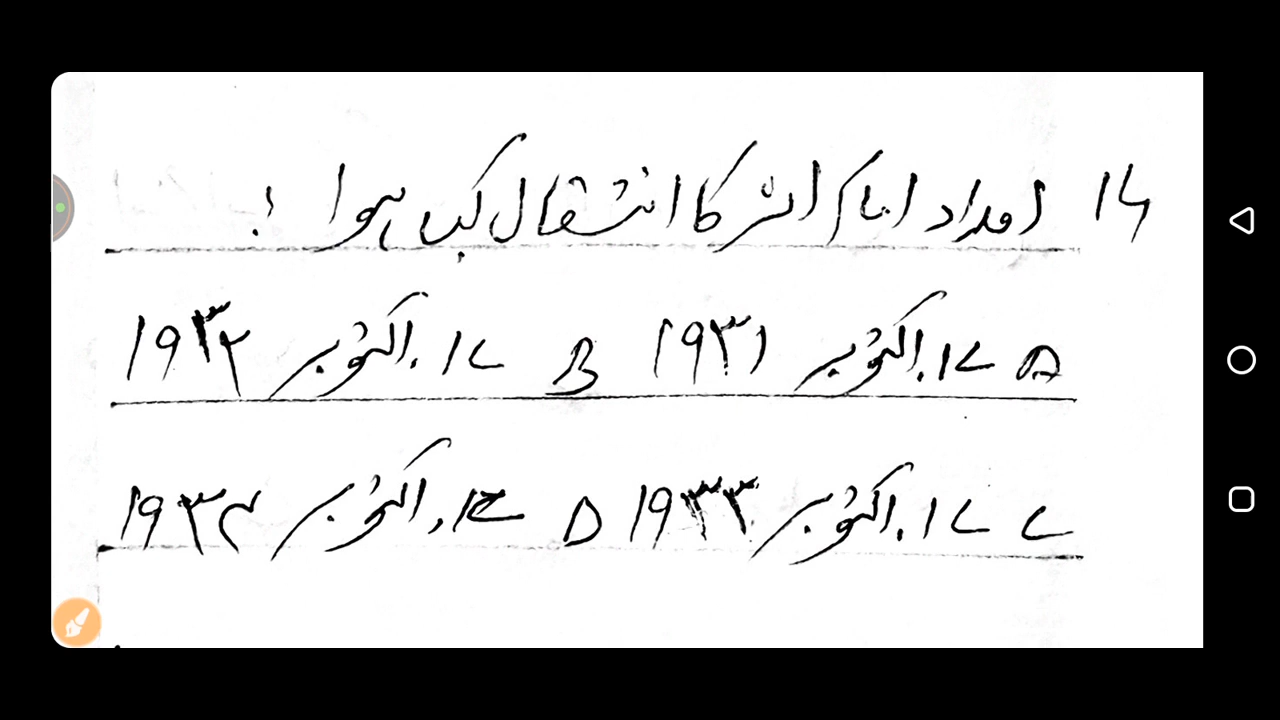 ۱۶ امداد امام اثر کا انتقال کب ہوا ؟
A ۱۷.اکتوبر ۱۹۳۱ B ۱۷.اکتوبر ۱۹۳۲
C ۱۷.اکتوبر ۱۹۳۳ D ۱۷.اکتوبر ۱۹۳۴